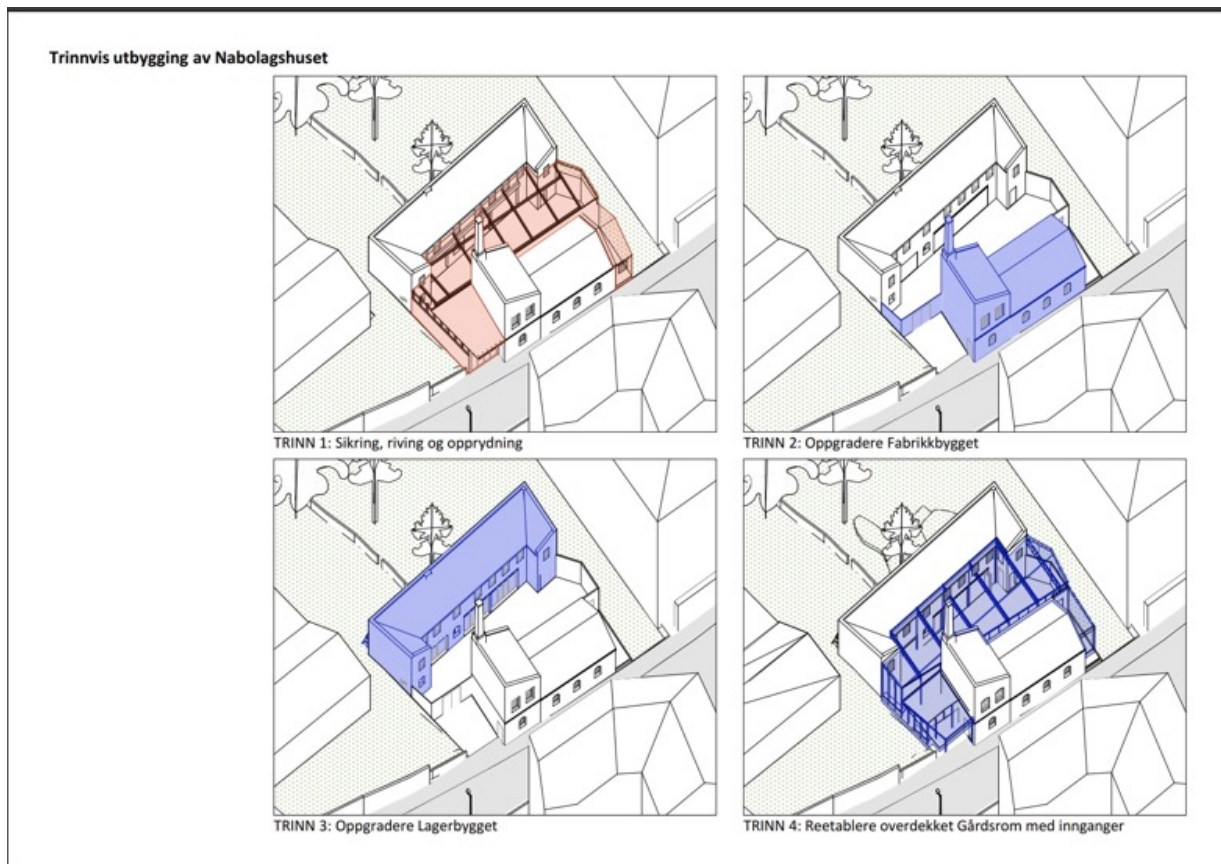 Trinnvis utbygging av Nabolagshuset
TRINN 1: Sikring, riving og opprydning
TRINN 2: Oppgradere Fabrikkbygget
TRINN 3: Oppgradere Lagerbygget
TRINN 4: Reetablere overdekket Gårdsrom med innganger